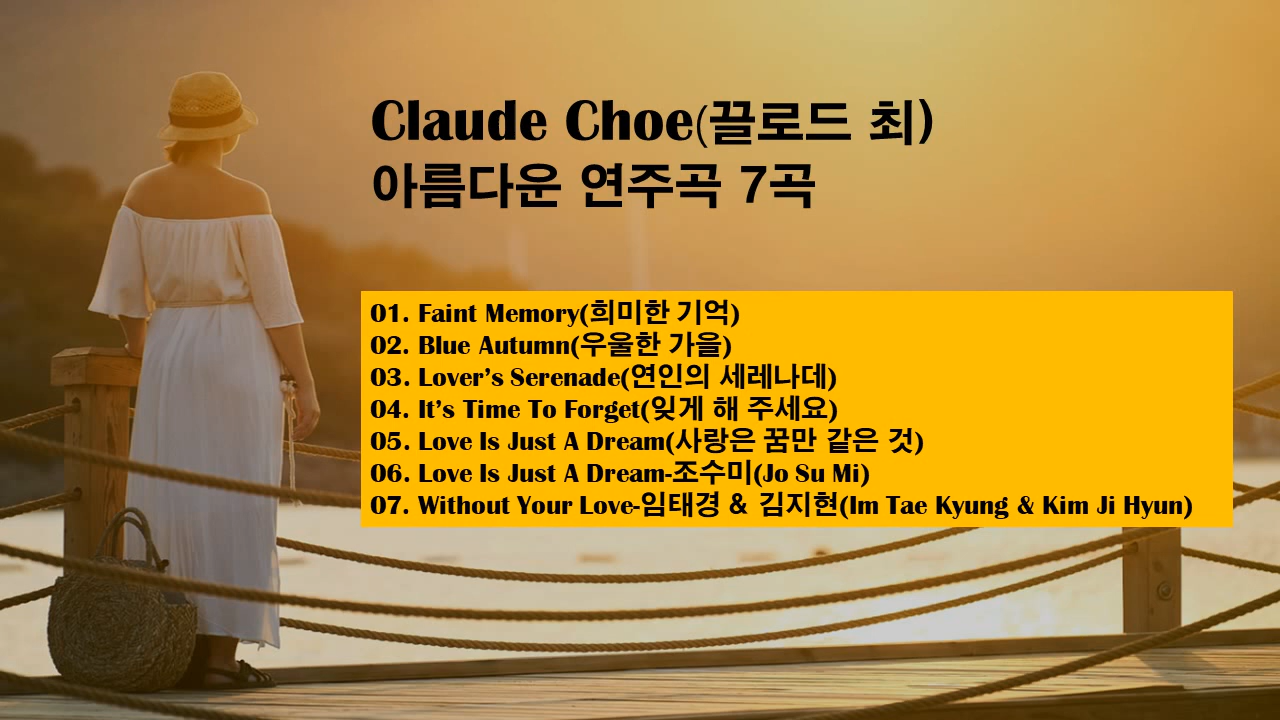 Claude Choe(끌로드 최)
아름다운 연주곡 7곡
01. Faint Memory(희미한 기억)
02. Blue Autumn(우울한 가을)
03. Lover’s Serenade(연인의 세레나데)
04. It’s Time To Forget(잊게 해 주세요)
05. Love Is Just A Dream(사랑은 꿈만 같은 것)
06. Love Is Just A Dream-조수미(Jo Su Mi)
07. Without Your Love-임태경 & 김지현(Im Tae Kyung & Kim Ji Hyun)